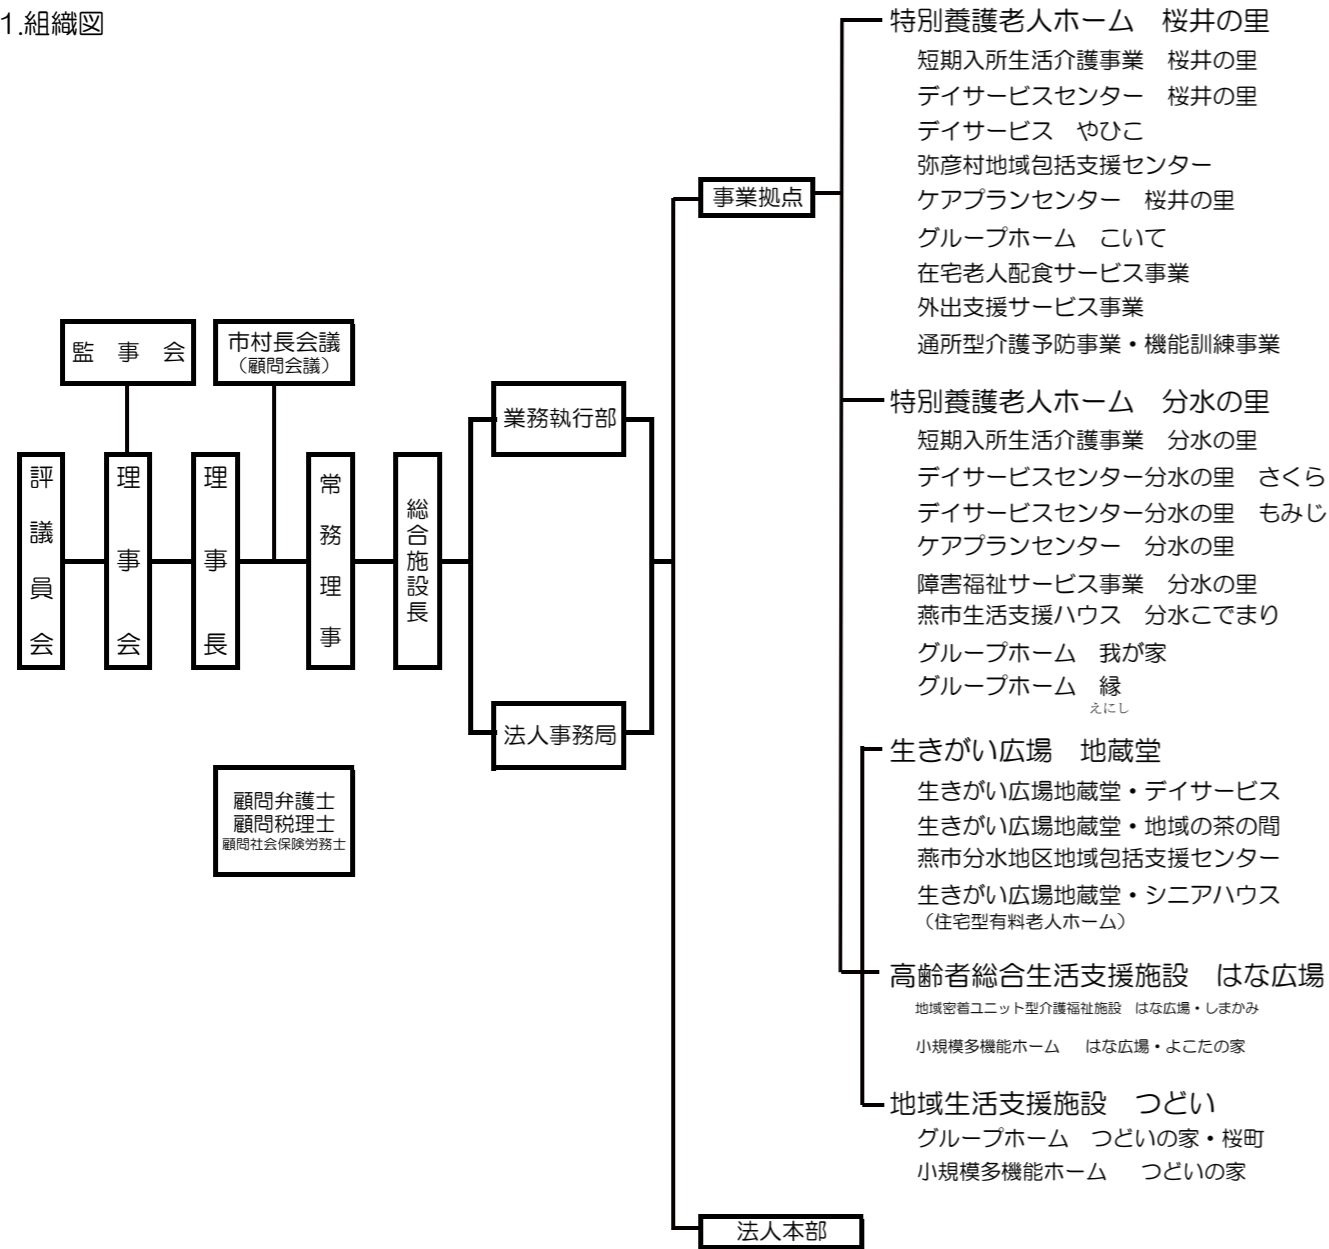 1.組織図
監 事 会
市村長会議
（顧問会議）
評議員会
理事会
理事長
常務理事
総合施設長
業務執行部
法人事務局
顧問弁護士
顧問税理士
顧問社会保険労務士
事業拠点
法人本部
特別養護老人ホーム　桜井の里
短期入所生活介護事業　桜井の里
デイサービスセンター　桜井の里
デイサービス　やひこ
弥彦村地域包括支援センター
ケアプランセンター　桜井の里
グループホーム　こいて
在宅老人配食サービス事業
外出支援サービス事業
通所型介護予防事業・機能訓練事業
特別養護老人ホーム　分水の里
短期入所生活介護事業　分水の里
デイサービスセンター分水の里　さくら
デイサービスセンター分水の里　もみじ
ケアプランセンター　分水の里
障害福祉サービス事業　分水の里
燕市生活支援ハウス　分水こでまり
グループホーム　我が家
グループホーム　縁
えにし
生きがい広場　地蔵堂
生きがい広場地蔵堂・デイサービス
生きがい広場地蔵堂・地域の茶の間
燕市分水地区地域包括支援センター
生きがい広場地蔵堂・シニアハウス
（住宅型有料老人ホーム）
高齢者総合生活支援施設　はな広場
地域密着ユニット型介護福祉施設　はな広場・しまかみ
小規模多機能ホーム　はな広場・よこたの家
地域生活支援施設　つどい
グループホーム　つどいの家・桜町
小規模多機能ホーム　つどいの家